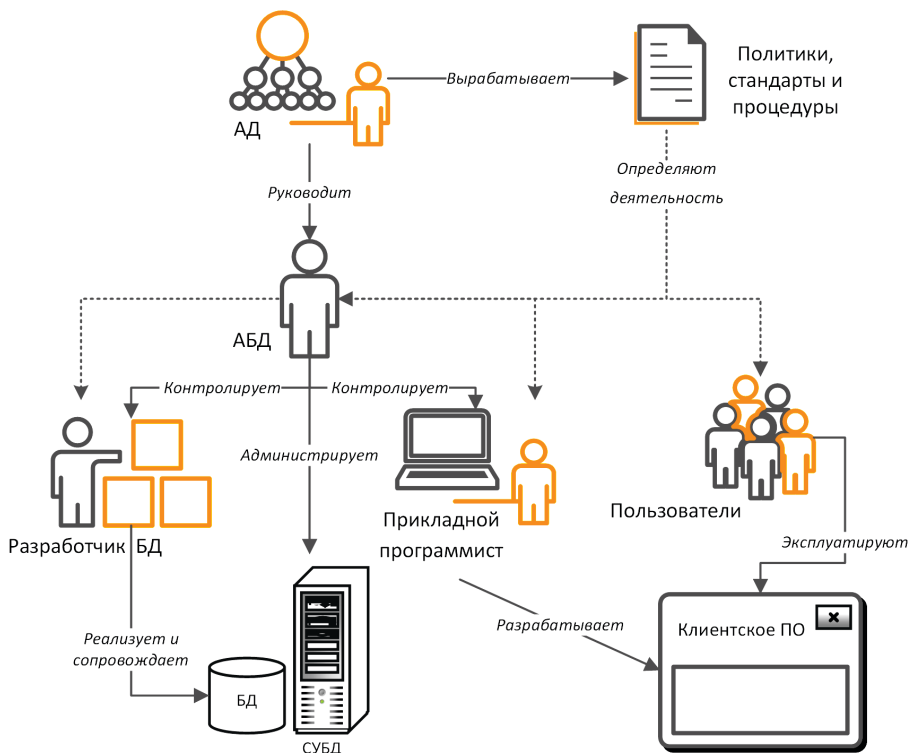 Вырабатывает
Политики,
стандарты и
процедуры
АД
Определяют
деятельность
Руководит
АБД
Контролирует
Контролирует
Администрирует
Прикладной
программист
Пользователи
Разработчик БД
Эксплуатируют
Реализует и
сопровождает
Разрабатывает
Клиентское ПО
БД
СУБД